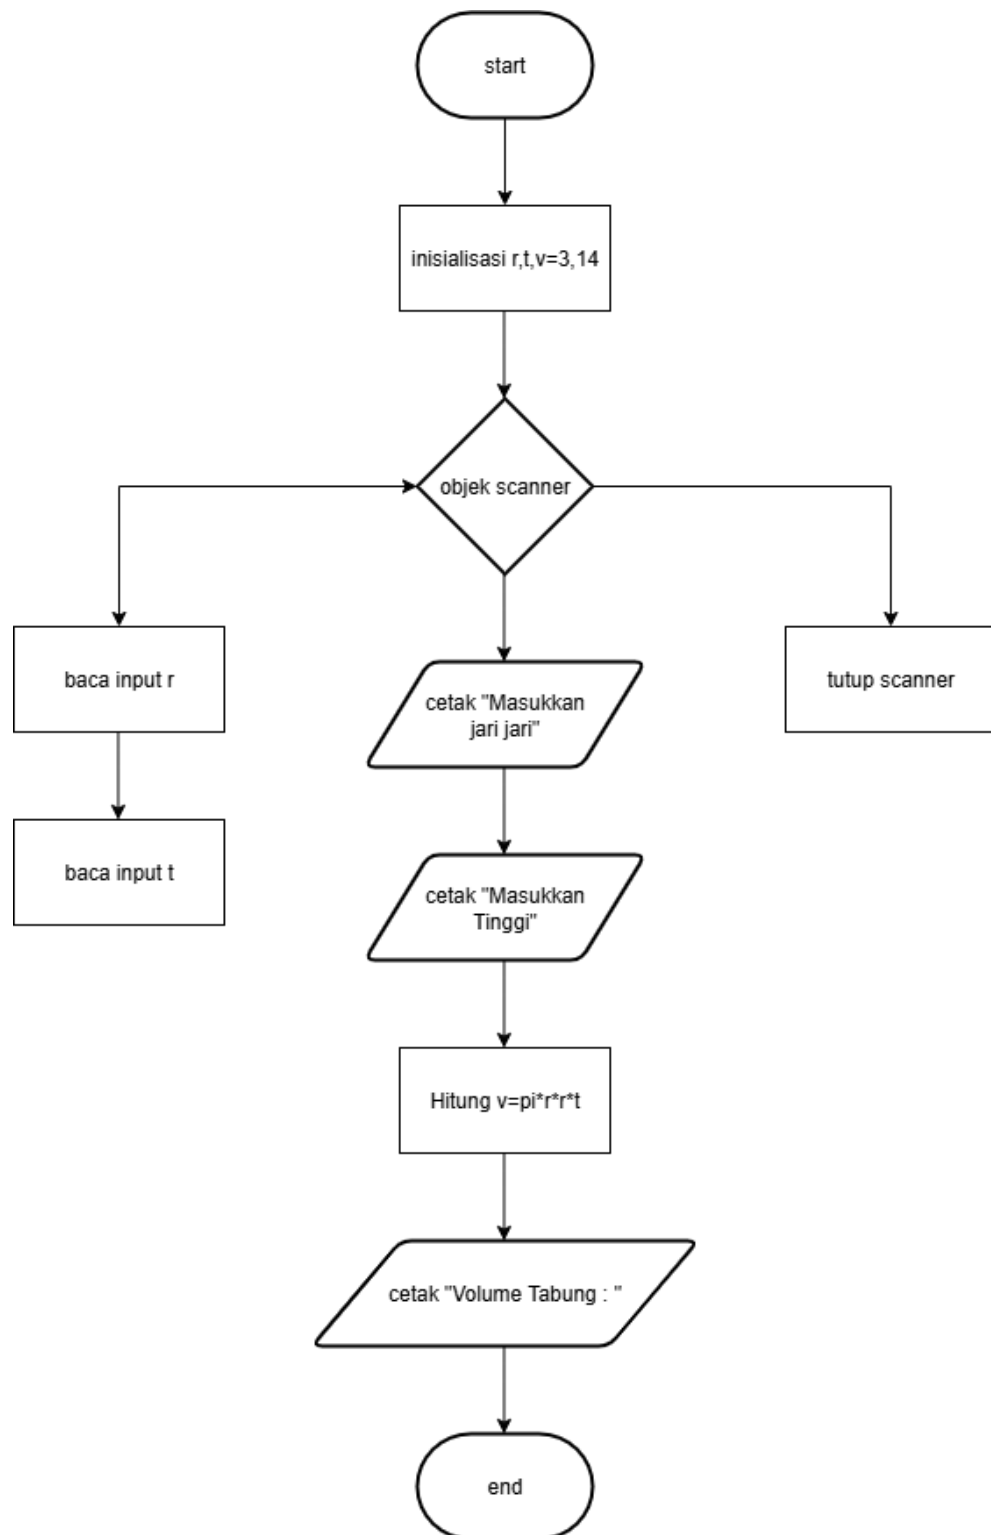 start
inisialisasi r,t,v=3,14
objek scanner
baca input r
cetak "Masukkan
jari jari"
tutup scanner
baca input t
cetak "Masukkan
Tinggi"
Hitung v=pi*r*r*t
cetak "Volume Tabung : "
end